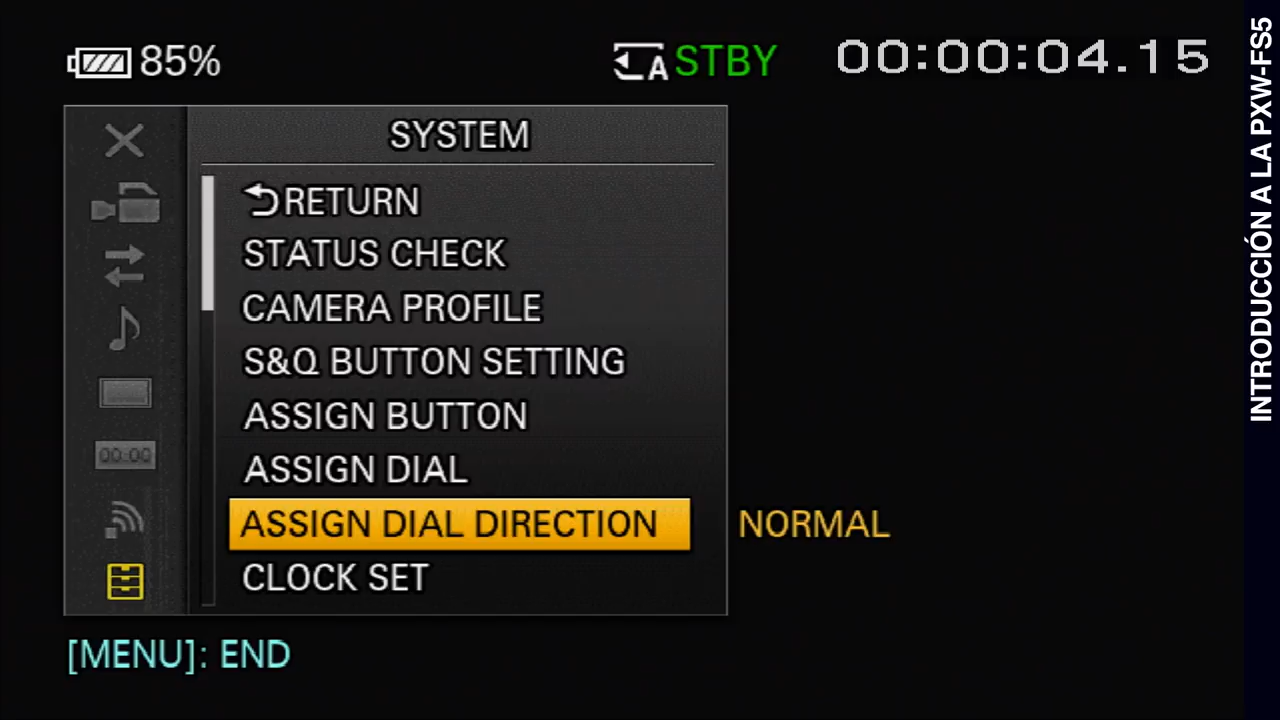 85%
A STBY
00:00:04.15
SYSTEM
RETURN
STATUS CHECK
CAMERA PROFILE
S&Q BUTTON SETTING
ASSIGN BUTTON
ASSIGN DIAL
ASSIGN DIAL DIRECTION NORMAL
CLOCK SET
00:00
[MENU]: END
INTRODUCCIÓN A LA PXW-FS5